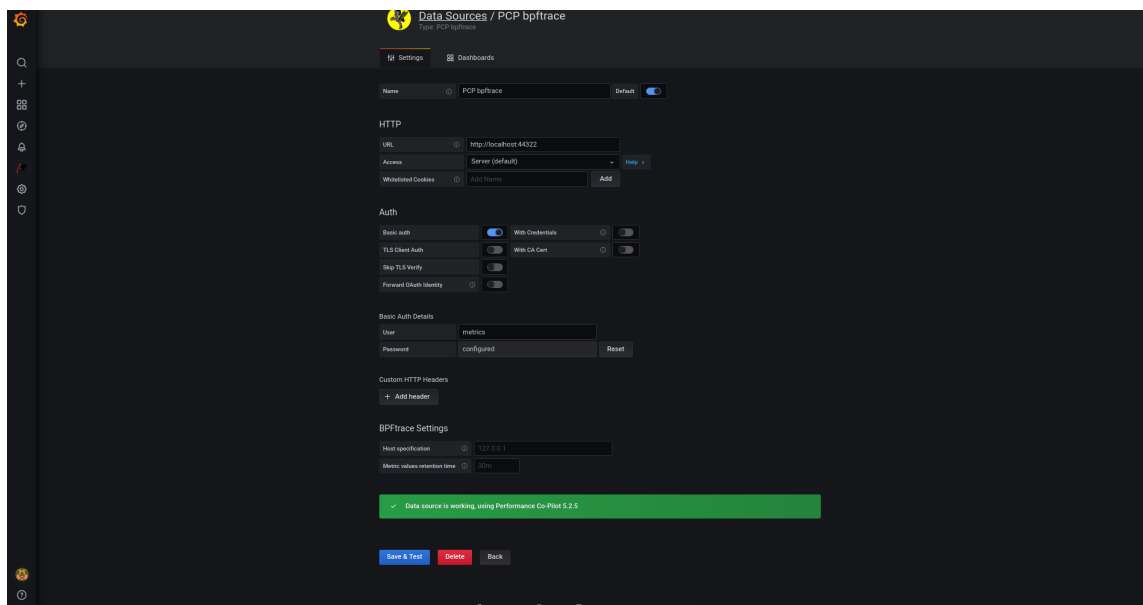 Data Sources / PCP bpftrace
Type: PCP bpftrace
Settings Dashboards
Name PCP bpftrace Default
HTTP
URL http://localhost:44322
Access Server (default) Help >
Whitelisted Cookies Add Name Add
Auth
Basic auth With Credentials
TLS Client Auth With CA Cert
Skip TLS Verify
Forward OAuth Identity
Basic Auth Details
User metrics
Password configured Reset
Custom HTTP Headers
+ Add header
BPFtrace Settings
Host specification 127.0.0.1
Metric values retention time 30m
Data source is working, using Performance Co-Pilot 5.2.5
Save & Test Delete Back